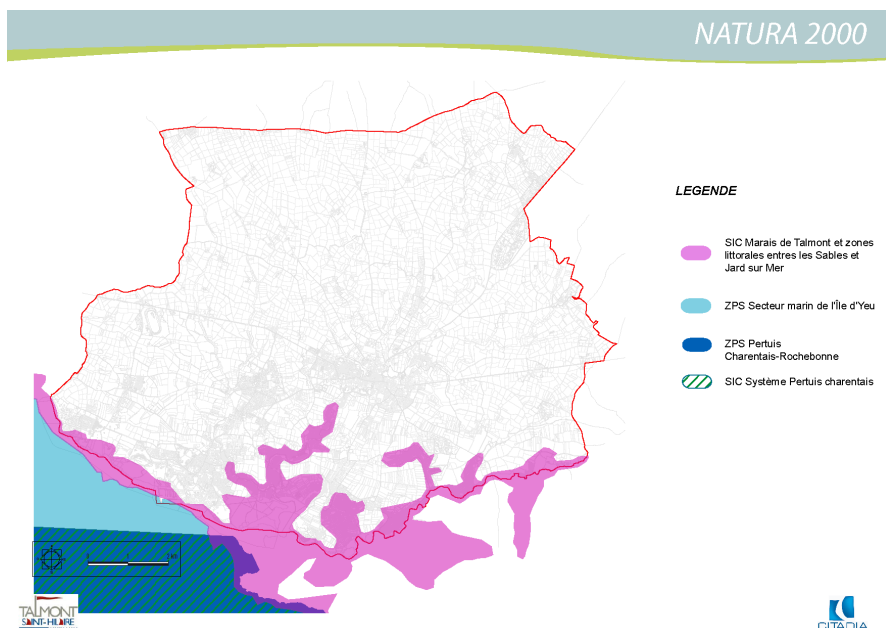 NATURA 2000
LEGENDE
SIC Marais de Talmont et zones
littorales entres les Sables et
Jard sur Mer
ZPS Secteur marin de l'Île d'Yeu
ZPS Pertuis
Charentais-Rochebonne
SIC Système Pertuis charentais
TALMONT
SAINT-HILAIRE
CITADIA